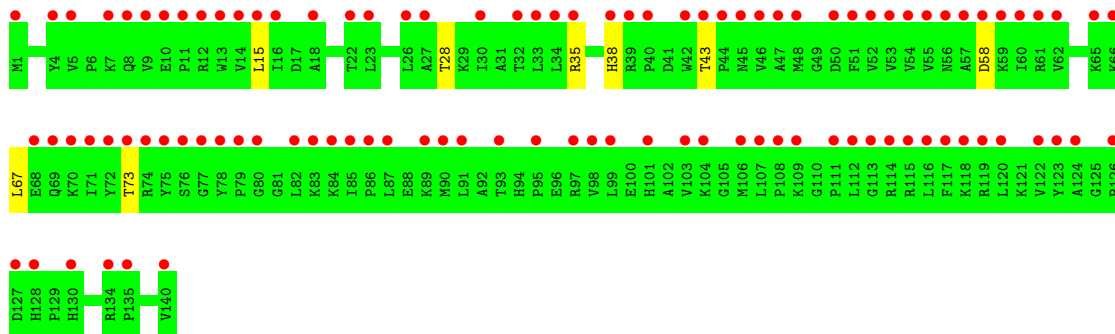 M1 Y4 V5 P6 K7 Q8 V9 E10 P11 R12 W13 V14 L15 I16 D17 A18 T22 L23 L26 A27 T28 K29 I30 A31 T32 L33 L34 R35 H38 R39 P40 D41 W42 T43 P44 N45 V46 A47 M48 G49 D50 F51 V52 V53 V54 V55 N56 A57 D58 K59 I60 R61 V62 K65
L67 E68 Q69 K70 I71 Y72 T73 R74 Y75 S76 G77 Y78 P79 G80 G81 L82 K83 K84 I85 P86 L87 E88 K89 M90 L91 A92 T93 H94 P95 E96 R97 V98 L99 E100 H101 A102 V103 K104 G105 M106 L107 P108 K109 G110 P111 L112 G113 R114 R115 L116 F117 K118 R119 L120 K121 V122 Y123 A124 G125
D127 H128 P129 H130 R134 P135 V140